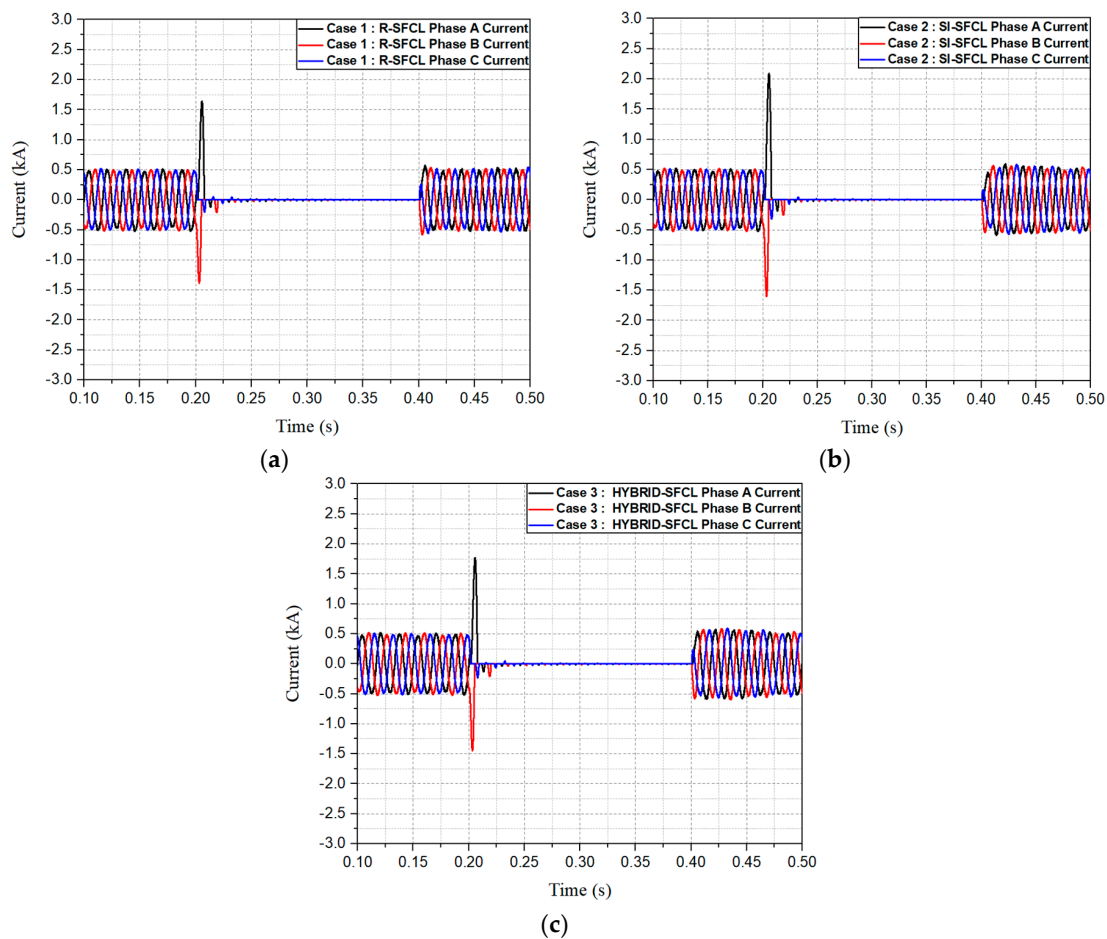 Case 1 : R-SFCL Phase A Current
Case 1 : R-SFCL Phase B Current
Case 1 : R-SFCL Phase C Current
Current (kA)
3.0
2.5
2.0
1.5
1.0
0.5
0.0
-0.5
-1.0
-1.5
-2.0
-2.5
-3.0
0.10 0.15 0.20 0.25 0.30 0.35 0.40 0.45 0.50
Time (s)
(a)
Case 2 : SI-SFCL Phase A Current
Case 2 : SI-SFCL Phase B Current
Case 2 : SI-SFCL Phase C Current
Current (kA)
3.0
2.5
2.0
1.5
1.0
0.5
0.0
-0.5
-1.0
-1.5
-2.0
-2.5
-3.0
0.10 0.15 0.20 0.25 0.30 0.35 0.40 0.45 0.50
Time (s)
(b)
Case 3 : HYBRID-SFCL Phase A Current
Case 3 : HYBRID-SFCL Phase B Current
Case 3 : HYBRID-SFCL Phase C Current
Current (kA)
3.0
2.5
2.0
1.5
1.0
0.5
0.0
-0.5
-1.0
-1.5
-2.0
-2.5
-3.0
0.10 0.15 0.20 0.25 0.30 0.35 0.40 0.45 0.50
Time (s)
(c)